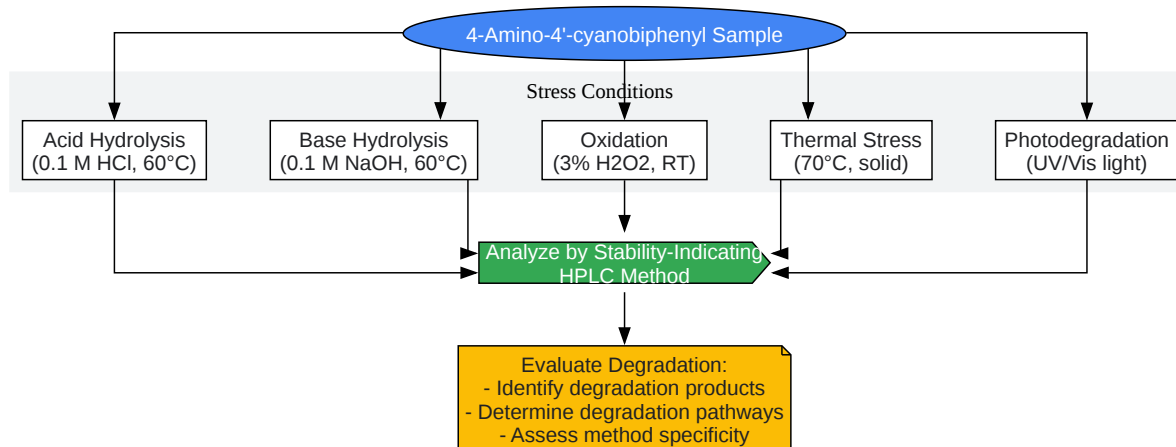 4-Amino-4'-cyanobiphenyl Sample
Stress Conditions
Acid Hydrolysis
(0.1 M HCl, 60°C)
Base Hydrolysis
(0.1 M NaOH, 60°C)
Oxidation
(3% H2O2, RT)
Thermal Stress
(70°C, solid)
Photodegradation
(UV/Vis light)
Analyze by Stability-Indicating
HPLC Method
Evaluate Degradation:
- Identify degradation products
- Determine degradation pathways
- Assess method specificity